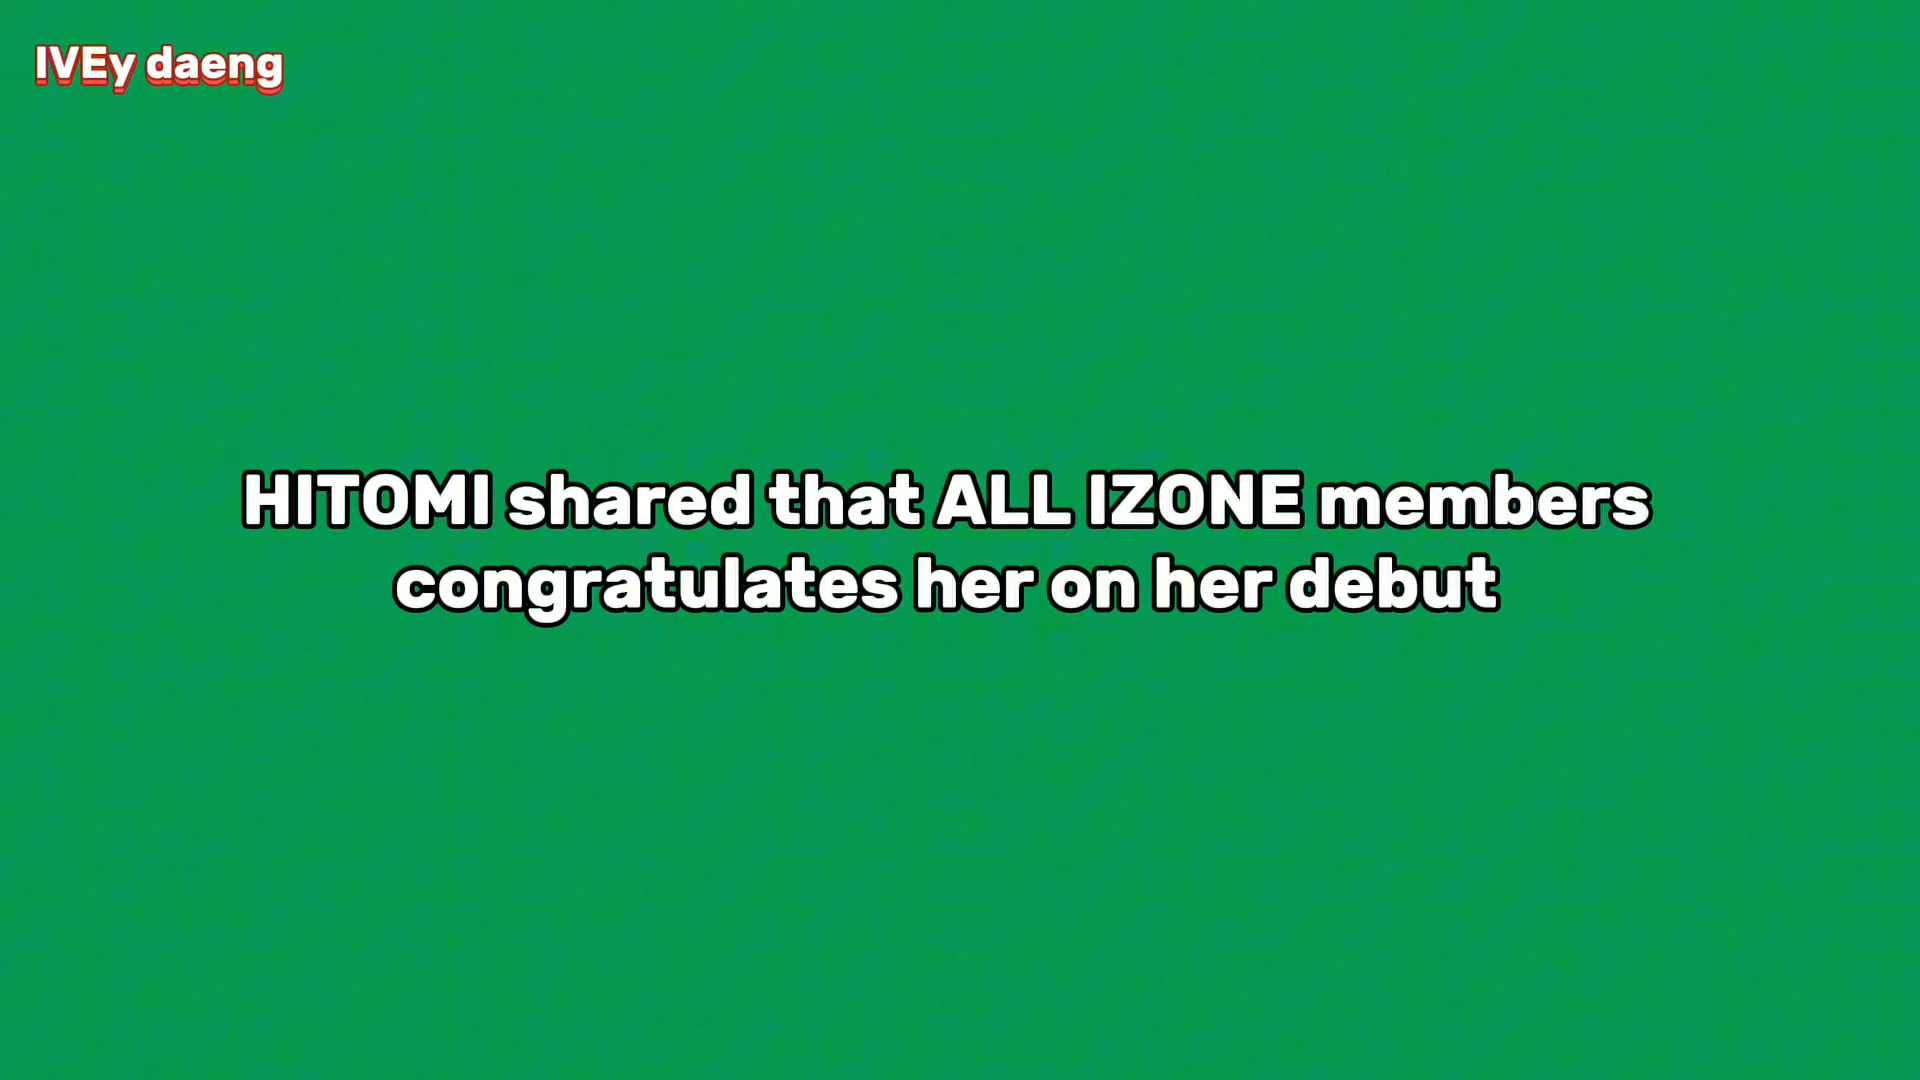 IVEy daeng
HITOMI shared that ALL IZONE members
congratulates her on her debut